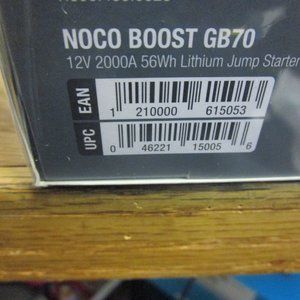 NOCO BOOST GB70
12V 2000A 56Wh Lithium Jump Starter
EAN
1 210000 615053
UPC
0 46221 15005 6